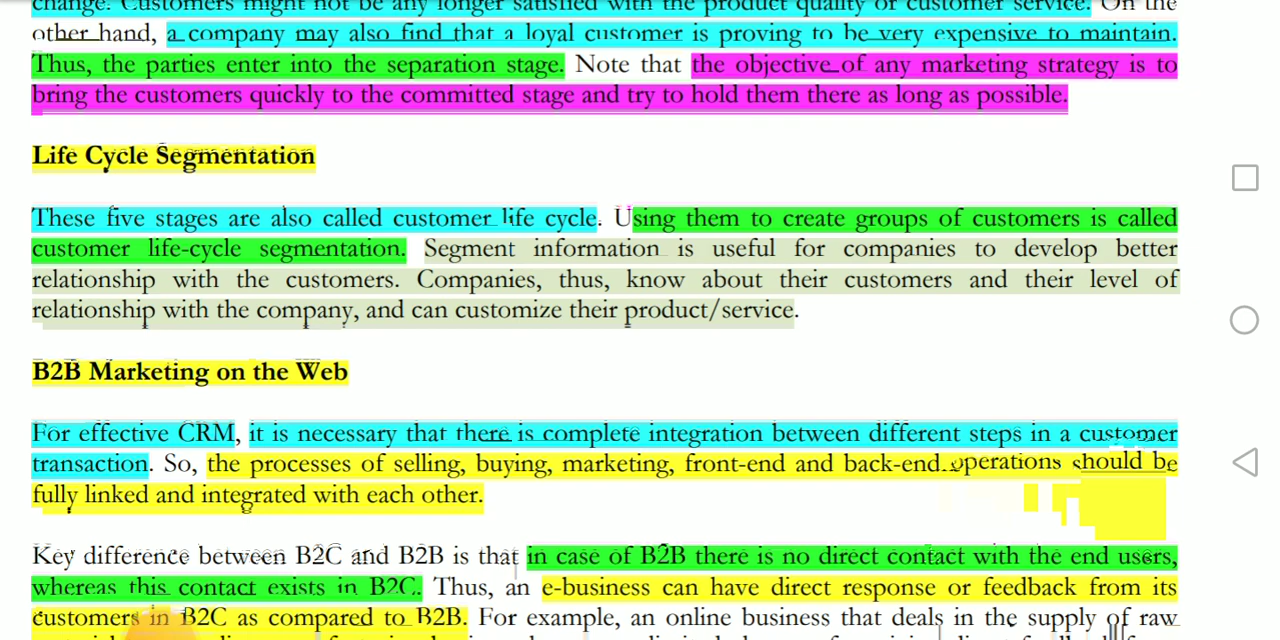 change. Customers might not be any longer satisfied with the product quality or customer service. On the
other hand, a company may also find that a loyal customer is proving to be very expensive to maintain.
Thus, the parties enter into the separation stage. Note that the objective of any marketing strategy is to
bring the customers quickly to the committed stage and try to hold them there as long as possible.
Life Cycle Segmentation
These five stages are also called customer life cycle. Using them to create groups of customers is called
customer life-cycle segmentation. Segment information is useful for companies to develop better
relationship with the customers. Companies, thus, know about their customers and their level of
relationship with the company, and can customize their product/service.
B2B Marketing on the Web
For effective CRM, it is necessary that there is complete integration between different steps in a customer
transaction. So, the processes of selling, buying, marketing, front-end and back-end operations should be
fully linked and integrated with each other.
Key difference between B2C and B2B is that in case of B2B there is no direct contact with the end users,
whereas this contact exists in B2C. Thus, an e-business can have direct response or feedback from its
customers in B2C as compared to B2B. For example, an online business that deals in the supply of raw